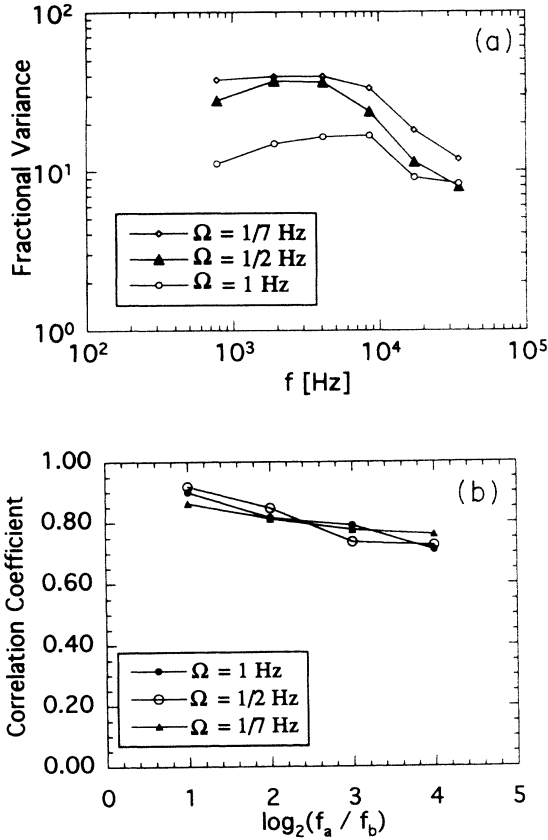 (a)
Fractional Variance
10²
10¹
10⁰
Ω = 1/7 Hz
Ω = 1/2 Hz
Ω = 1 Hz
10² 10³ 10⁴ 10⁵
f [Hz]
(b)
Correlation Coefficient
1.00
0.80
0.60
0.40
0.20
0.00
Ω = 1 Hz
Ω = 1/2 Hz
Ω = 1/7 Hz
0 1 2 3 4 5
log₂(fₐ / f_b)